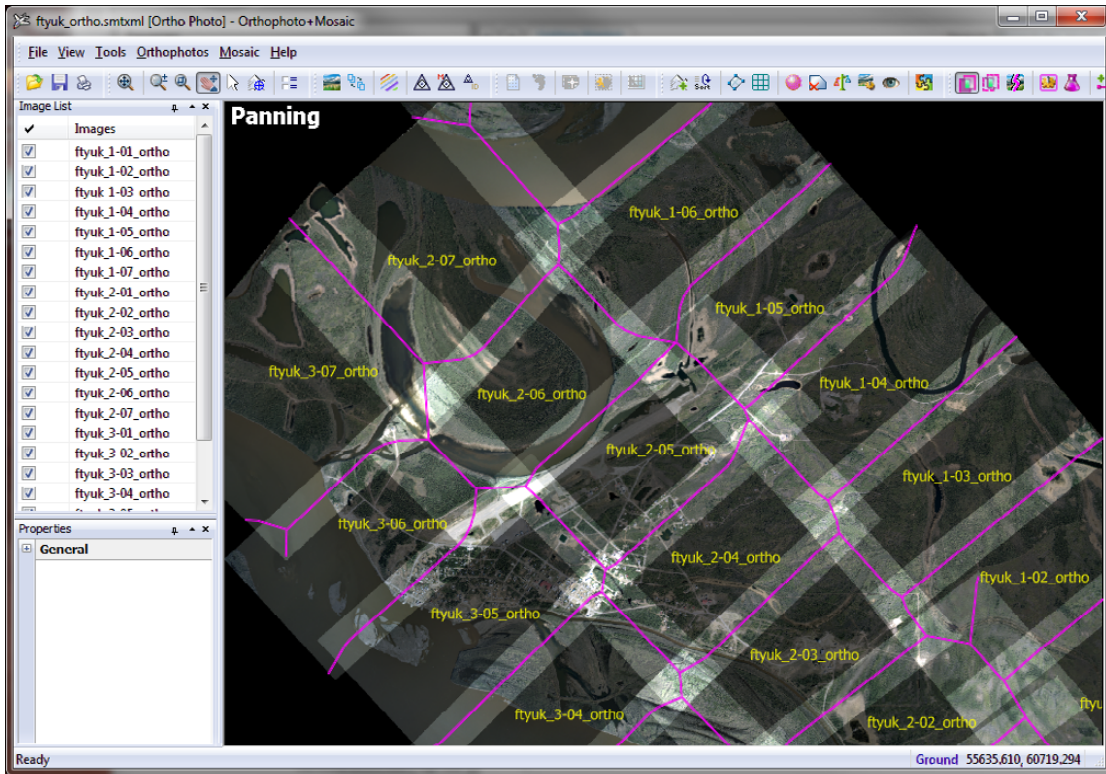 ftyuk_ortho.smtxml [Ortho Photo] - Orthophoto+Mosaic
File View Tools Orthophotos Mosaic Help
Image List
Images
ftyuk_1-01_ortho
ftyuk_1-02_ortho
ftyuk_1-03_ortho
ftyuk_1-04_ortho
ftyuk_1-05_ortho
ftyuk_1-06_ortho
ftyuk_1-07_ortho
ftyuk_2-01_ortho
ftyuk_2-02_ortho
ftyuk_2-03_ortho
ftyuk_2-04_ortho
ftyuk_2-05_ortho
ftyuk_2-06_ortho
ftyuk_2-07_ortho
ftyuk_3-01_ortho
ftyuk_3-02_ortho
ftyuk_3-03_ortho
ftyuk_3-04_ortho
Properties
General
Panning
ftyuk_1-06_ortho
ftyuk_2-07_ortho
ftyuk_1-05_ortho
ftyuk_3-07_ortho
ftyuk_1-04_ortho
ftyuk_2-06_ortho
ftyuk_2-05_ortho
ftyuk_1-03_ortho
ftyuk_3-06_ortho
ftyuk_2-04_ortho
ftyuk_1-02_ortho
ftyuk_3-05_ortho
ftyuk_2-03_ortho
ftyuk_3-04_ortho
ftyuk_2-02_ortho
Ready
Ground 55635.610, 60719.294